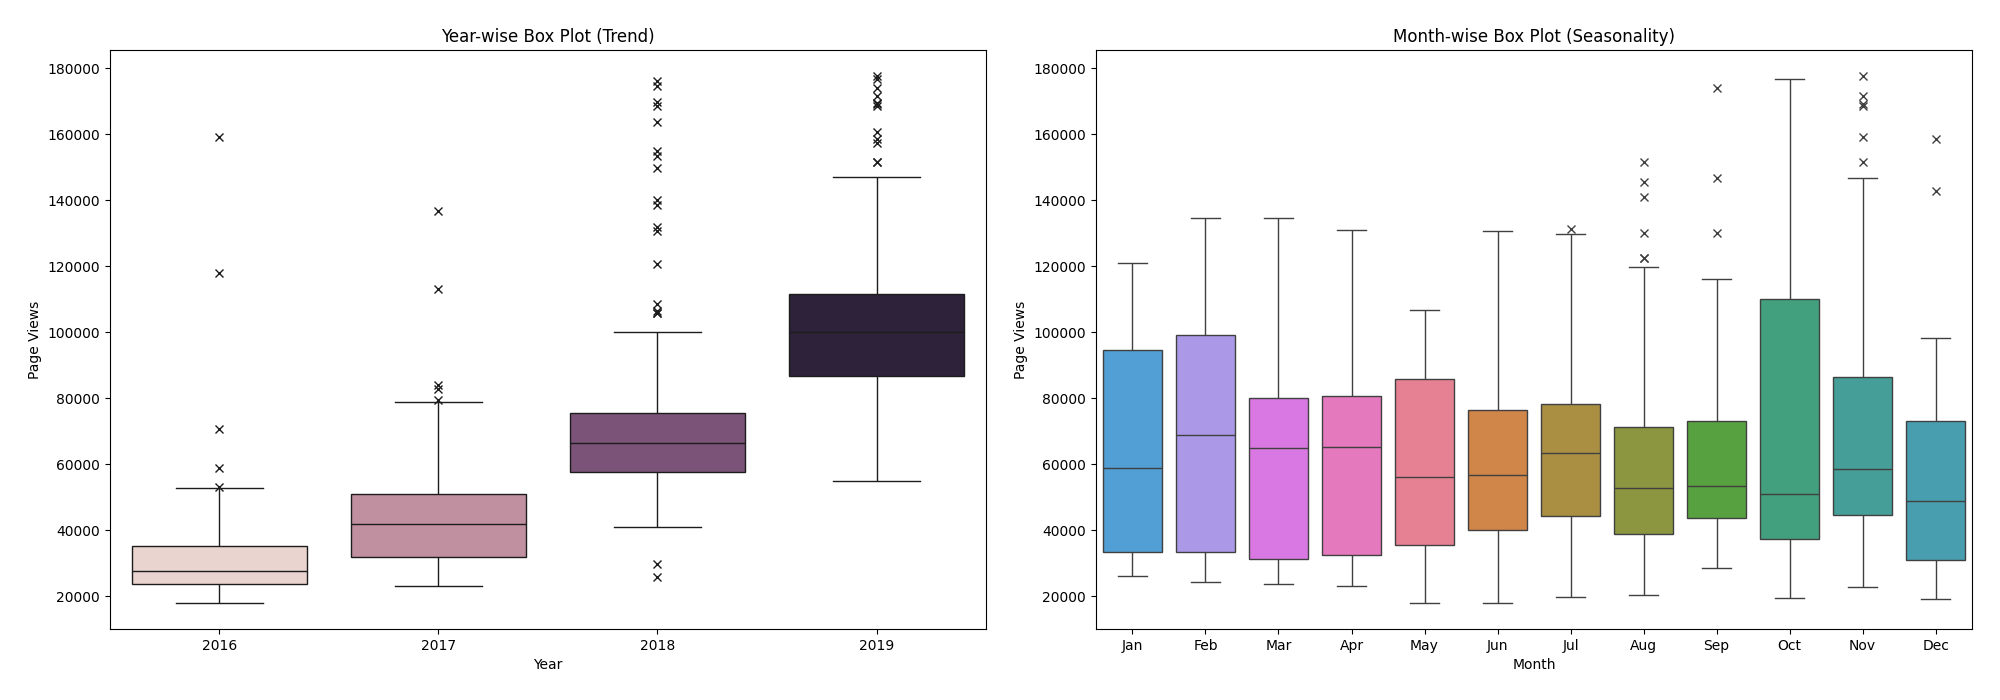 Year-wise Box Plot (Trend)
180000
160000
140000
120000
100000
80000
60000
40000
20000
Page Views
2016 2017 2018 2019
Year
Month-wise Box Plot (Seasonality)
180000
160000
140000
120000
100000
80000
60000
40000
20000
Page Views
Jan Feb Mar Apr May Jun Jul Aug Sep Oct Nov Dec
Month